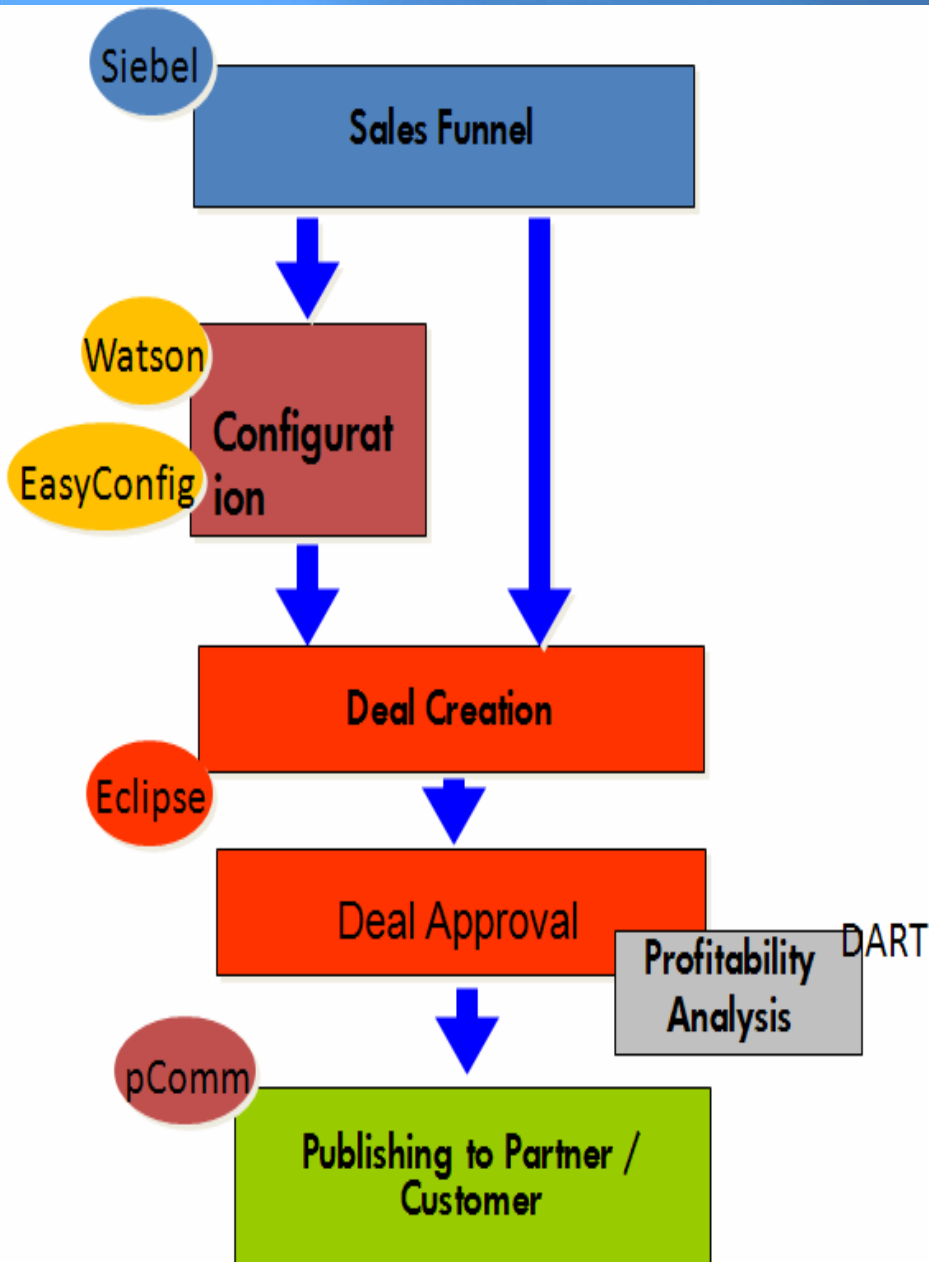 Siebel
Sales Funnel
Watson
Configurat
ion
EasyConfig
Deal Creation
Eclipse
Deal Approval
DART
Profitability
Analysis
pComm
Publishing to Partner /
Customer